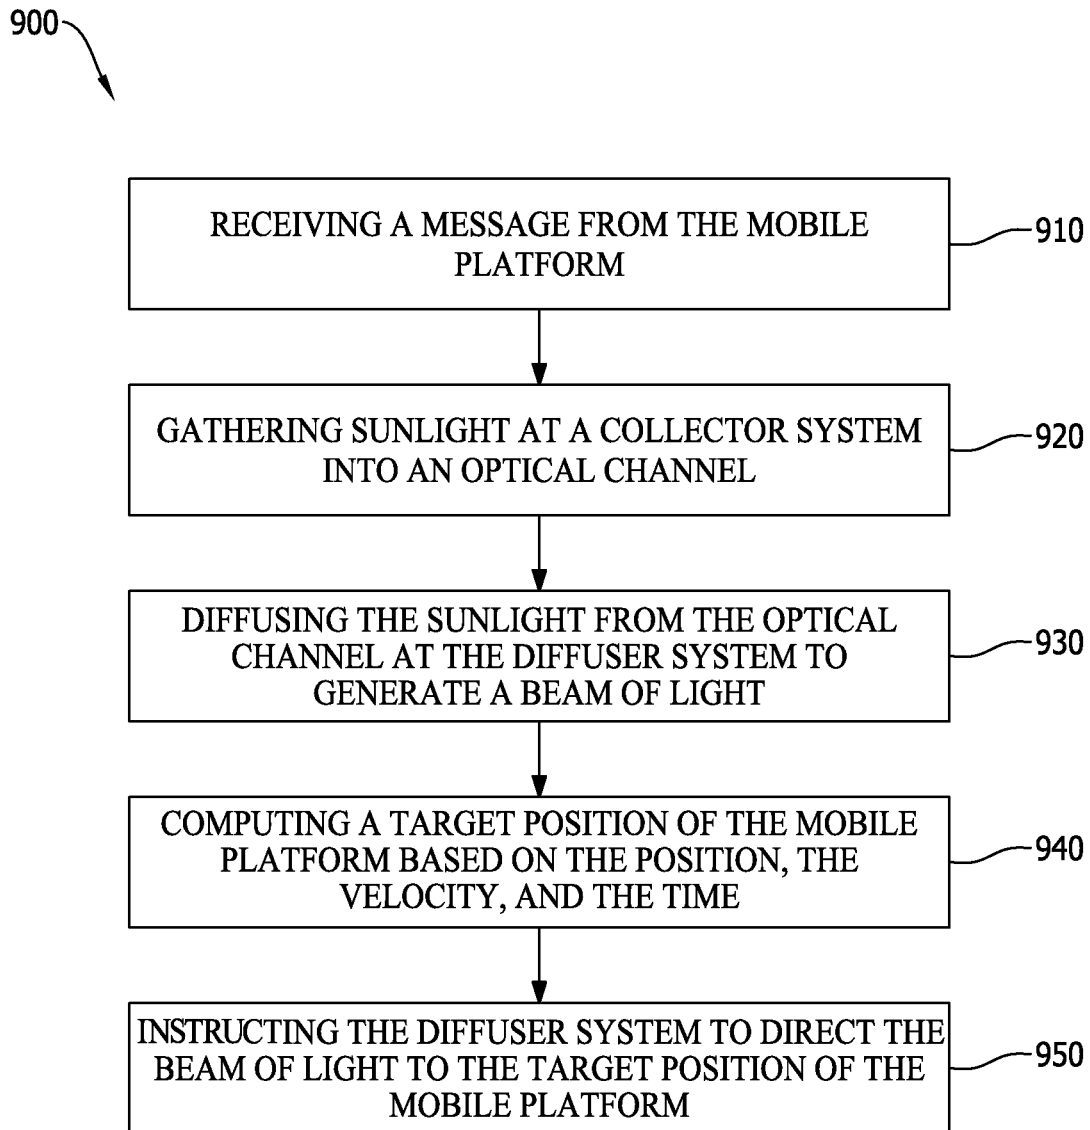 900
RECEIVING A MESSAGE FROM THE MOBILE
PLATFORM
910
GATHERING SUNLIGHT AT A COLLECTOR SYSTEM
INTO AN OPTICAL CHANNEL
920
DIFFUSING THE SUNLIGHT FROM THE OPTICAL
CHANNEL AT THE DIFFUSER SYSTEM TO
GENERATE A BEAM OF LIGHT
930
COMPUTING A TARGET POSITION OF THE MOBILE
PLATFORM BASED ON THE POSITION, THE
VELOCITY, AND THE TIME
940
INSTRUCTING THE DIFFUSER SYSTEM TO DIRECT THE
BEAM OF LIGHT TO THE TARGET POSITION OF THE
MOBILE PLATFORM
950